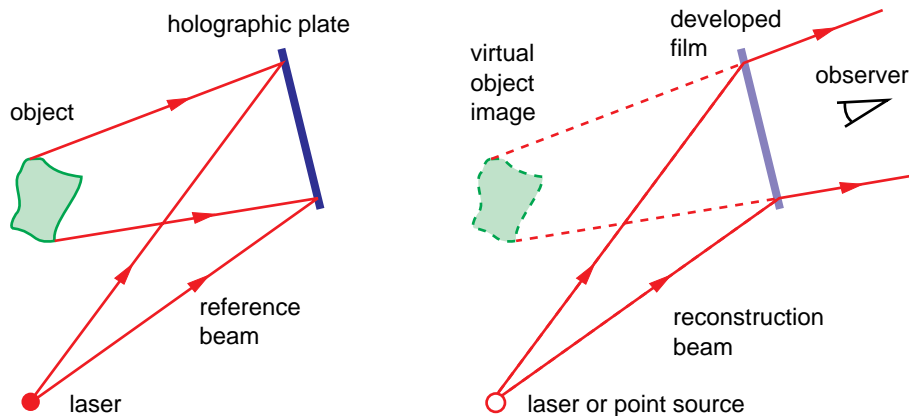 holographic plate
object
reference
beam
laser
developed
film
virtual
object
image
observer
reconstruction
beam
laser or point source